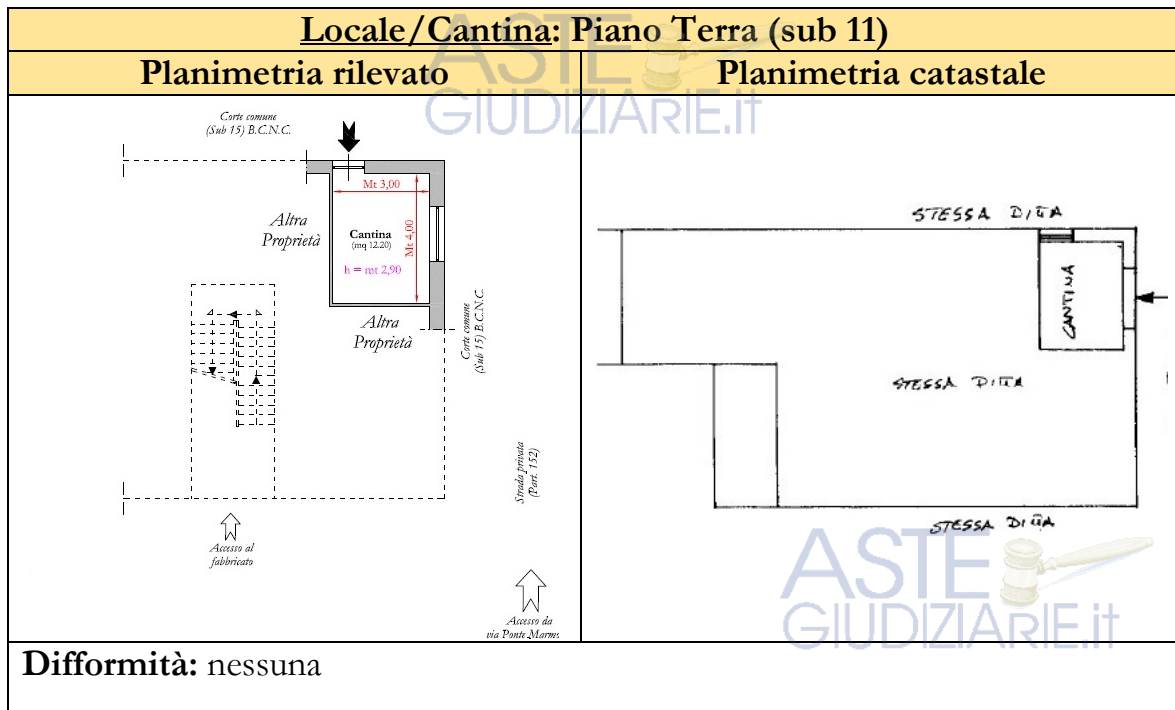 Locale/Cantina: Piano Terra (sub 11)
Planimetria rilevato
Planimetria catastale
ASTE
GIUDIZIARIE.it
Corte comune
(Sub 15) B.C.N.C.
Mt 3,00
Altra
Proprietà
Cantina
(mq 12.20)
Mt 4,00
h = mt 2,90
Altra
Proprietà
Corte comune
(Sub 15) B.C.N.C.
Strada privata
(Part. 152)
Accesso al
fabbricato
Accesso da
via Ponte Marmo
STESSA DITTA
CANTINA
STESSA DITTA
STESSA DITTA
ASTE
GIUDIZIARIE.it
Difformità: nessuna